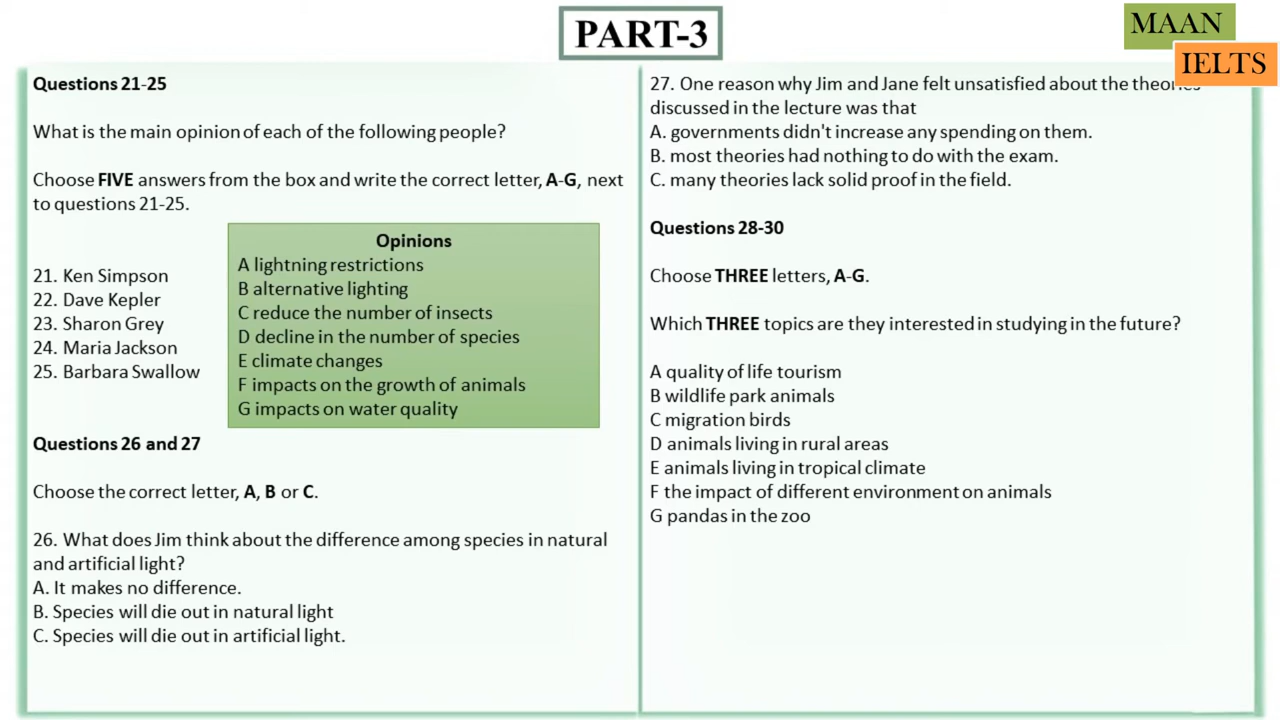 PART-3
MAAN
IELTS
Questions 21-25
What is the main opinion of each of the following people?
Choose FIVE answers from the box and write the correct letter, A-G, next
to questions 21-25.
21. Ken Simpson
22. Dave Kepler
23. Sharon Grey
24. Maria Jackson
25. Barbara Swallow
Opinions
A lightning restrictions
B alternative lighting
C reduce the number of insects
D decline in the number of species
E climate changes
F impacts on the growth of animals
G impacts on water quality
Questions 26 and 27
Choose the correct letter, A, B or C.
26. What does Jim think about the difference among species in natural
and artificial light?
A. It makes no difference.
B. Species will die out in natural light
C. Species will die out in artificial light.
27. One reason why Jim and Jane felt unsatisfied about the theories
discussed in the lecture was that
A. governments didn't increase any spending on them.
B. most theories had nothing to do with the exam.
C. many theories lack solid proof in the field.
Questions 28-30
Choose THREE letters, A-G.
Which THREE topics are they interested in studying in the future?
A quality of life tourism
B wildlife park animals
C migration birds
D animals living in rural areas
E animals living in tropical climate
F the impact of different environment on animals
G pandas in the zoo